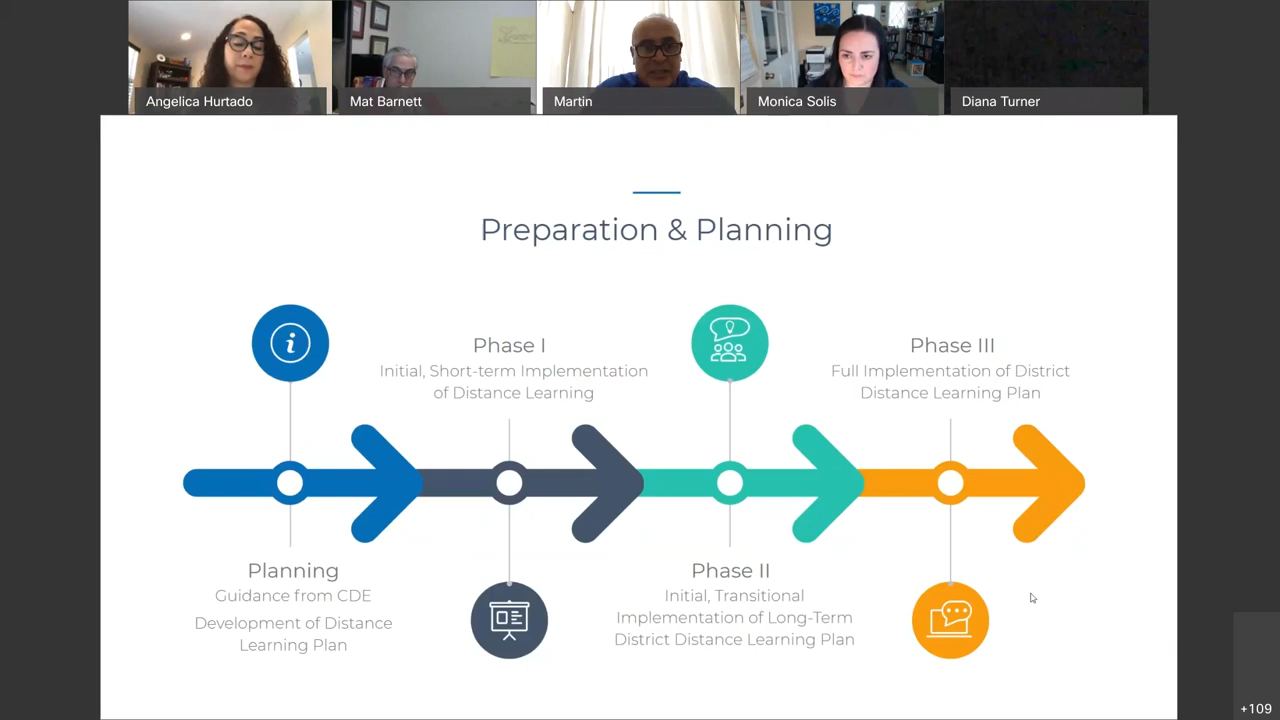 Angelica Hurtado
Mat Barnett
Martin
Monica Solis
Diana Turner
Preparation & Planning
Phase I
Initial, Short-term Implementation
of Distance Learning
Phase III
Full Implementation of District
Distance Learning Plan
Planning
Guidance from CDE
Development of Distance
Learning Plan
Phase II
Initial, Transitional
Implementation of Long-Term
District Distance Learning Plan
+109